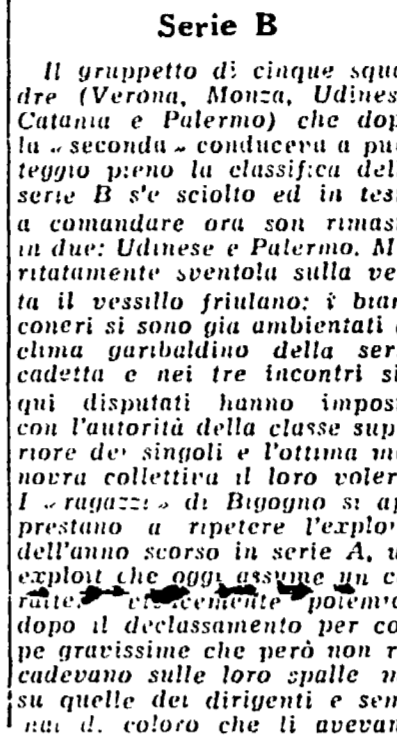 Serie B
Il gruppetto di cinque squa
dre (Verona, Monza, Udines
Catania e Palermo) che dop
la « seconda » conduceva a pun
teggio pieno la classifica dell
serie B s'è sciolto ed in tes
a comandare ora son rimas
in due: Udinese e Palermo. M
ritatamente sventola sulla ve
ta il vessillo friulano: i bian
coneri si sono già ambientati a
clima garibaldino della ser
cadetta e nei tre incontri si
qui disputati hanno impos
con l'autorità della classe sup
riore dei singoli e l'ottima m
novra collettiva il loro voler
I « ragazzi » di Bigogno si ap
prestano a ripetere l'exploi
dell'anno scorso in serie A, u
exploit che oggi assume un c
polemic
dopo il declassamento per co
pe gravissime che però non r
cadevano sulle loro spalle m
su quelle dei dirigenti e sem
coloro che li avevan